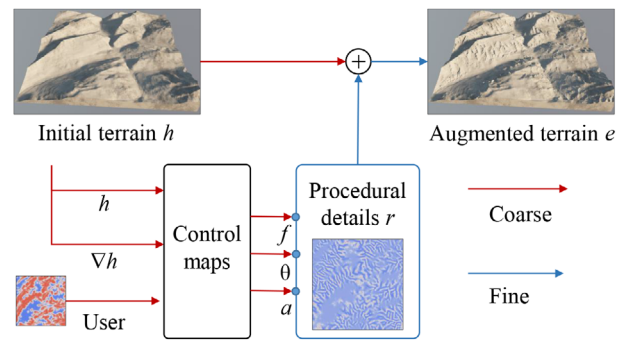 Initial terrain h
+
Augmented terrain e
h
∇h
User
Control
maps
f
θ
a
Procedural
details r
Coarse
Fine